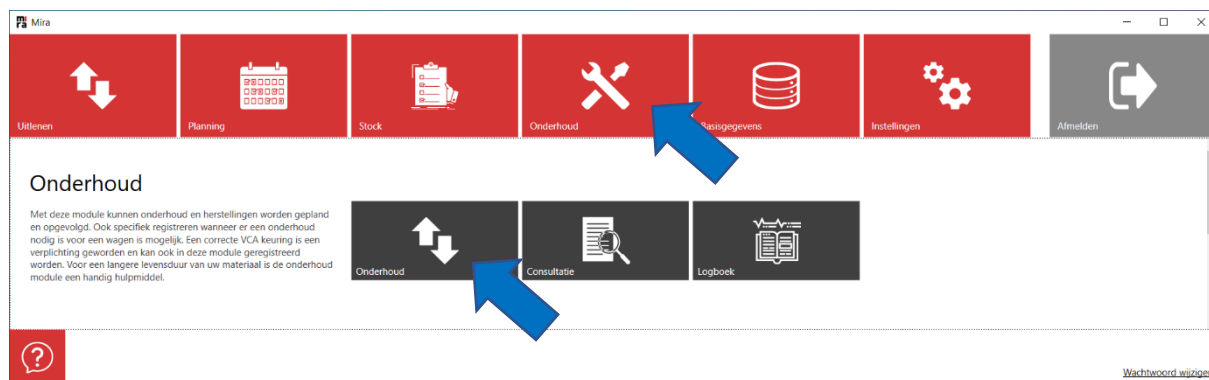 Mira
Uitlenen
Planning
Stock
Onderhoud
Basisgegevens
Instellingen
Afmelden
Onderhoud
Met deze module kunnen onderhoud en herstellingen worden gepland
en opgevolgd. Ook specifiek registreren wanneer er een onderhoud
nodig is voor een wagen is mogelijk. Een correcte VCA keuring is een
verplichting geworden en kan ook in deze module geregistreerd
worden. Voor een langere levensduur van uw materiaal is de onderhoud
module een handig hulpmiddel.
Onderhoud
Consultatie
Logboek
Wachtwoord wijzigen